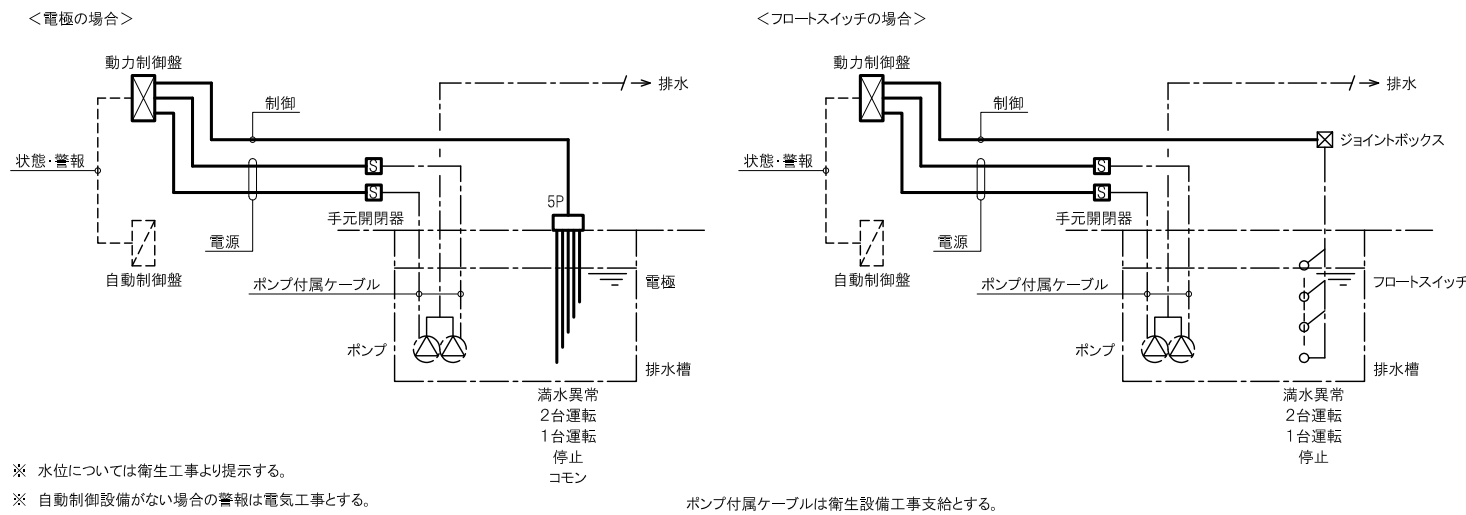 ＜電極の場合＞
動力制御盤
排水
制御
状態・警報
5P
S
S
手元開閉器
電源
自動制御盤
ポンプ付属ケーブル
電極
ポンプ
排水槽
満水異常
2台運転
1台運転
停止
コモン
※ 水位については衛生工事より提示する。
※ 自動制御設備がない場合の警報は電気工事とする。
＜フロートスイッチの場合＞
動力制御盤
排水
制御
ジョイントボックス
状態・警報
S
S
手元開閉器
電源
自動制御盤
ポンプ付属ケーブル
フロートスイッチ
ポンプ
排水槽
満水異常
2台運転
1台運転
停止
ポンプ付属ケーブルは衛生設備工事支給とする。